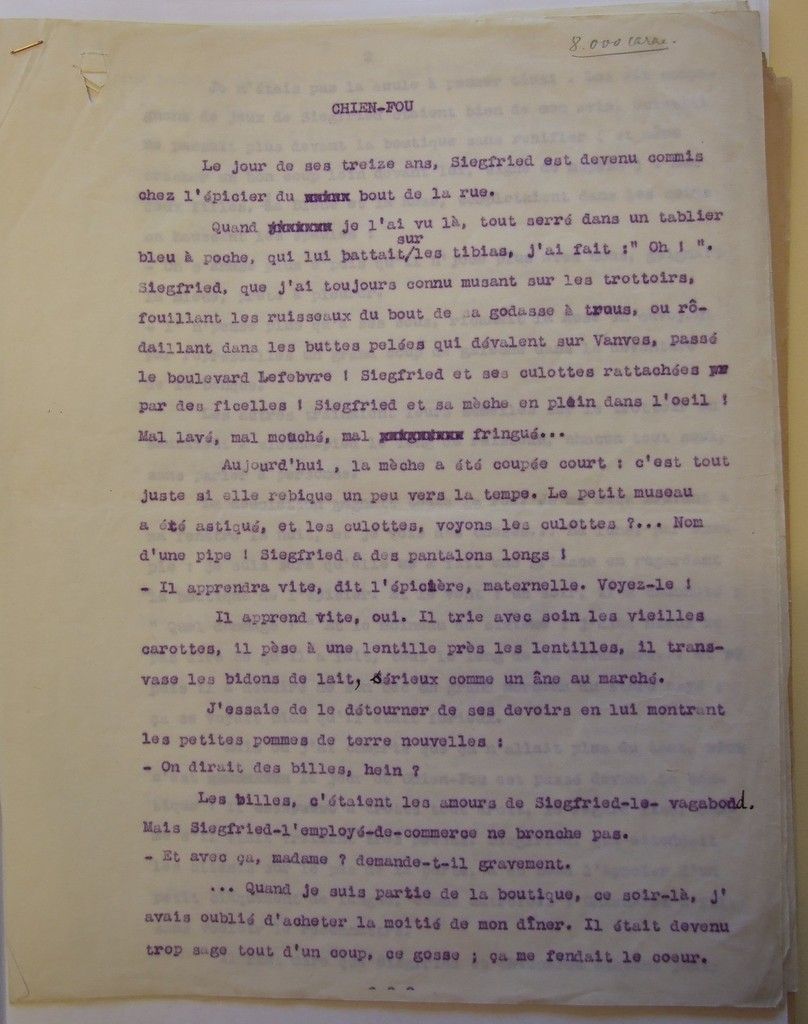 8.000 carac.
CHIEN-FOU
Le jour de ses treize ans, Siegfried est devenu commis
chez l'épicier du xxxxx bout de la rue.
Quand xxxxxxx je l'ai vu là, tout serré dans un tablier
sur
bleu à poche, qui lui battait/les tibias, j'ai fait :" Oh ! ".
Siegfried, que j'ai toujours connu musant sur les trottoirs,
fouillant les ruisseaux du bout de sa godasse à trous, ou rô-
daillant dans les buttes pelées qui dévalent sur Vanves, passé
le boulevard Lefebvre ! Siegfried et ses culottes rattachées
par des ficelles ! Siegfried et sa mèche en plein dans l'oeil !
Mal lavé, mal mouché, mal fringué...
Aujourd'hui , la mèche a été coupée court : c'est tout
juste si elle rebique un peu vers la tempe. Le petit museau
a été astiqué, et les culottes, voyons les culottes ?... Nom
d'une pipe ! Siegfried a des pantalons longs !
- Il apprendra vite, dit l'épicière, maternelle. Voyez-le !
Il apprend vite, oui. Il trie avec soin les vieilles
carottes, il pèse à une lentille près les lentilles, il trans-
vase les bidons de lait, sérieux comme un âne au marché.
J'essaie de le détourner de ses devoirs en lui montrant
les petites pommes de terre nouvelles :
- On dirait des billes, hein ?
Les billes, c'étaient les amours de Siegfried-le- vagabond.
Mais Siegfried-l'employé-de-commerce ne bronche pas.
- Et avec ça, madame ? demande-t-il gravement.
... Quand je suis partie de la boutique, ce soir-là, j'
avais oublié d'acheter la moitié de mon dîner. Il était devenu
trop sage tout d'un coup, ce gosse ; ça me fendait le coeur.
- - -